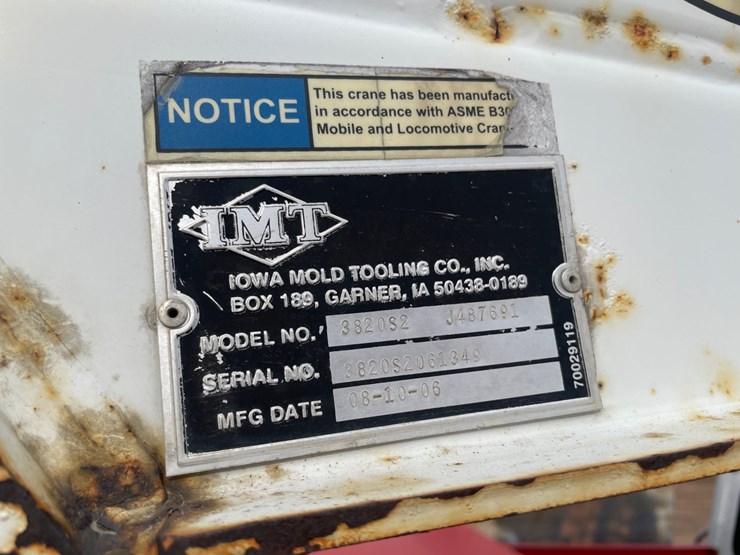 NOTICE
This crane has been manufact
in accordance with ASME B30
Mobile and Locomotive Cran
IMT
IOWA MOLD TOOLING CO., INC.
BOX 189, GARNER, IA 50438-0189
MODEL NO. 3820S2 J487691
SERIAL NO. 3820S2061349
MFG DATE 08-10-06
70029119